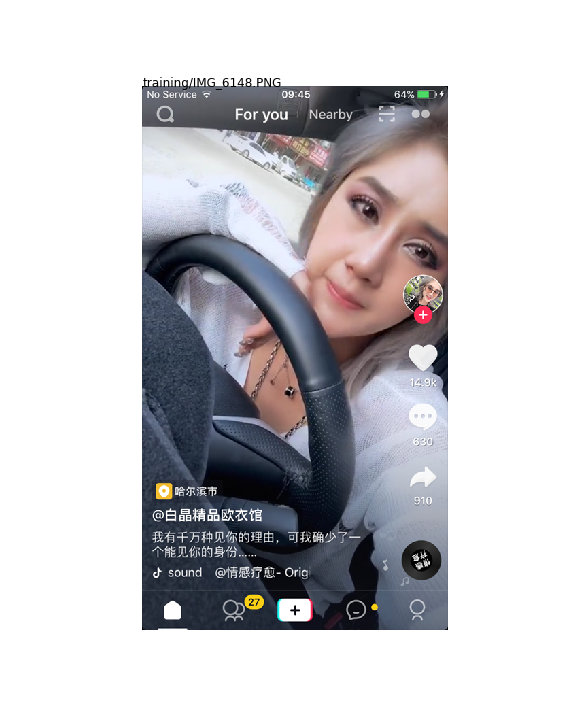 training/IMG_6148.PNG
No Service 09:45 64%
For you Nearby
14.9k
630
910
哈尔滨市
@白晶精品欧衣馆
我有千万种见你的理由，可我确少了一
个能见你的身份......
sound @情感疗愈- Origi
27